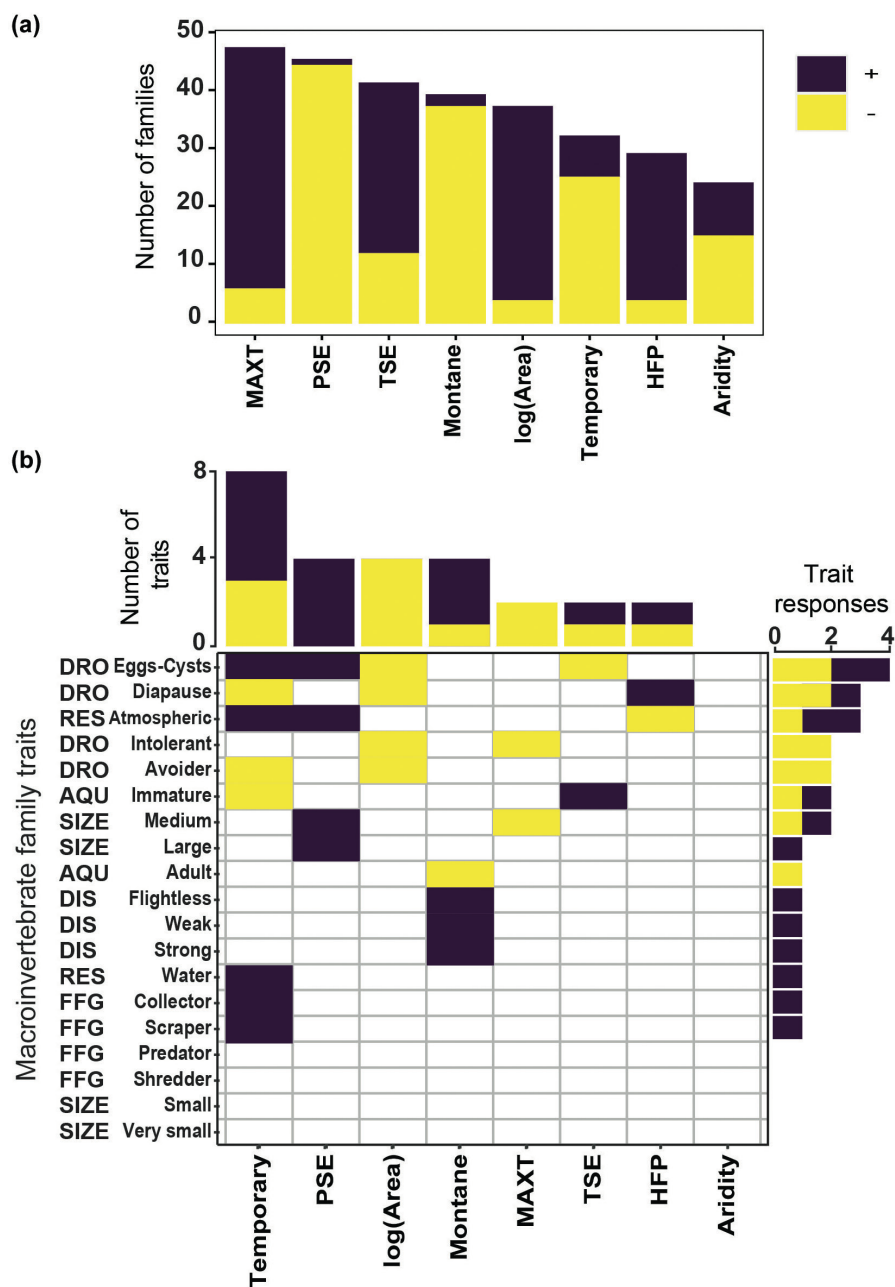 (a)
Number of families
50
40
30
20
10
0
+
-
MAXT
PSE
TSE
Montane
log(Area)
Temporary
HFP
Aridity
(b)
Number of
traits
8
4
0
Trait
responses
0 2 4
Macroinvertebrate family traits
DRO Eggs-Cysts
DRO Diapause
RES Atmospheric
DRO Intolerant
DRO Avoider
AQU Immature
SIZE Medium
SIZE Large
AQU Adult
DIS Flightless
DIS Weak
DIS Strong
RES Water
FFG Collector
FFG Scraper
FFG Predator
FFG Shredder
SIZE Small
SIZE Very small
Temporary
PSE
log(Area)
Montane
MAXT
TSE
HFP
Aridity